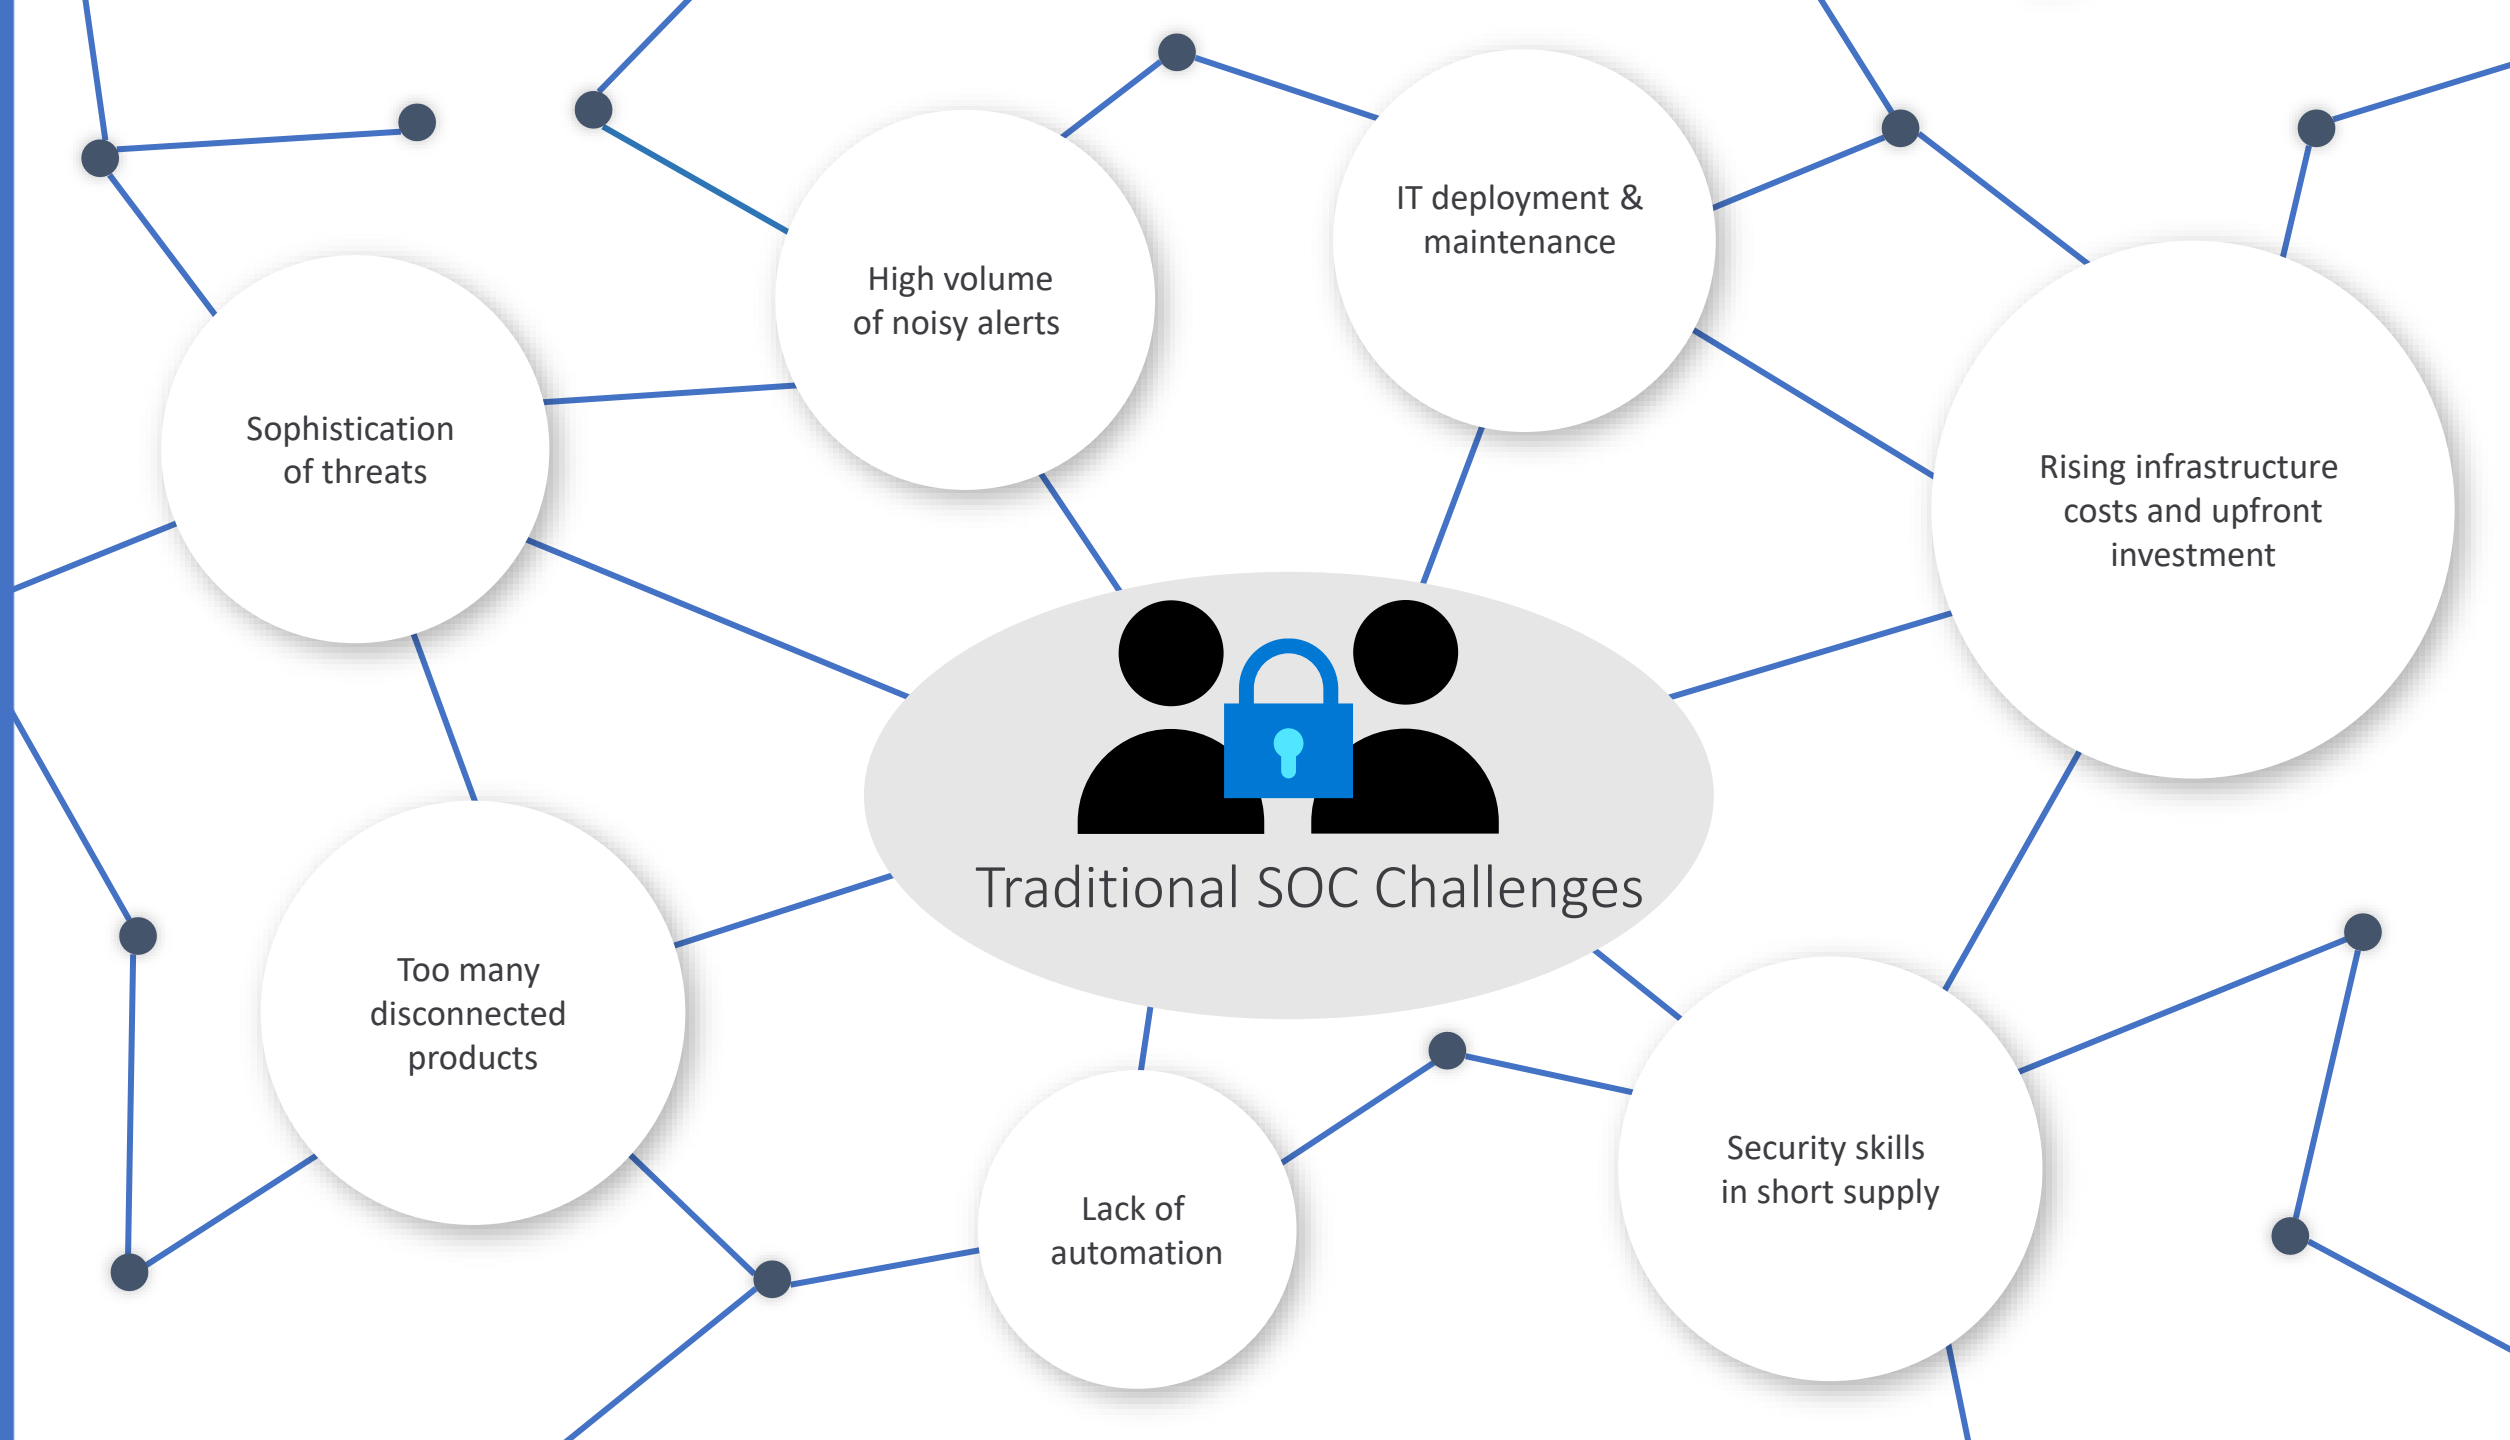 IT deployment &
maintenance
High volume
of noisy alerts
Sophistication
of threats
Rising infrastructure
costs and upfront
investment
Traditional SOC Challenges
Too many
disconnected
products
Security skills
in short supply
Lack of
automation